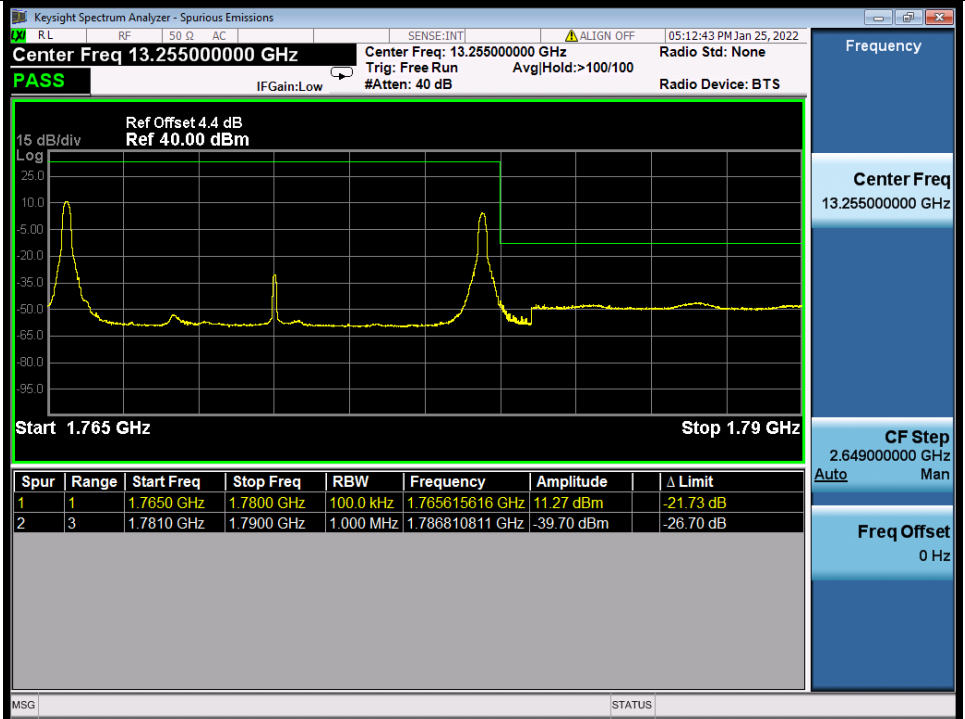 Keysight Spectrum Analyzer - Spurious Emissions
LXI RL RF 50 Ω AC SENSE:INT ALIGN OFF 05:12:43 PM Jan 25, 2022
Center Freq 13.255000000 GHz
Center Freq: 13.255000000 GHz
Radio Std: None
Trig: Free Run Avg|Hold:>100/100
PASS
IFGain:Low
#Atten: 40 dB
Radio Device: BTS
Ref Offset 4.4 dB
15 dB/div Ref 40.00 dBm
Log
25.0
10.0
-5.00
-20.0
-35.0
-50.0
-65.0
-80.0
-95.0
Start 1.765 GHz Stop 1.79 GHz
Spur Range Start Freq Stop Freq RBW Frequency Amplitude Δ Limit
1 1 1.7650 GHz 1.7800 GHz 100.0 kHz 1.765615616 GHz 11.27 dBm -21.73 dB
2 3 1.7810 GHz 1.7900 GHz 1.000 MHz 1.786810811 GHz -39.70 dBm -26.70 dB
Frequency
Center Freq
13.255000000 GHz
CF Step
2.649000000 GHz
Auto Man
Freq Offset
0 Hz
MSG STATUS